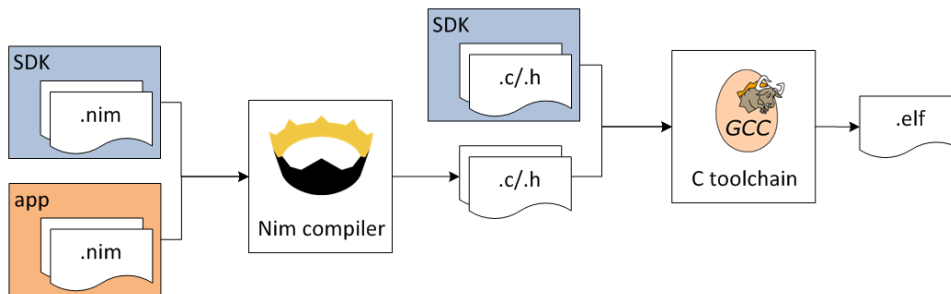 SDK
.nim
app
.nim
Nim compiler
SDK
.c/.h
.c/.h
GCC
C toolchain
.elf